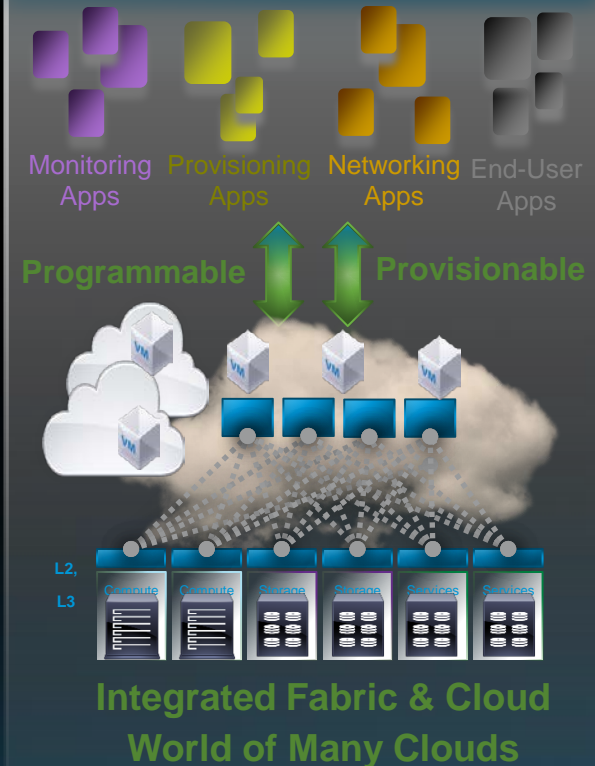 Monitoring Provisioning Networking End-User
Apps Apps Apps Apps
Programmable Provisionable
VM VM VM VM
VM
L2,
Compute Compute Storage Storage Services Services
L3
Integrated Fabric & Cloud
World of Many Clouds